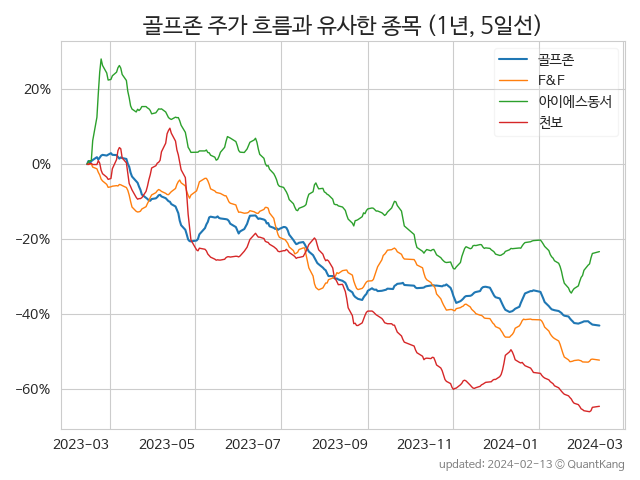 골프존 주가 흐름과 유사한 종목 (1년, 5일선)
골프존
F&F
아이에스동서
천보
20%
0%
−20%
−40%
−60%
2023−03
2023−05
2023−07
2023−09
2023−11
2024−01
2024−03
updated: 2024-02-13 © QuantKang